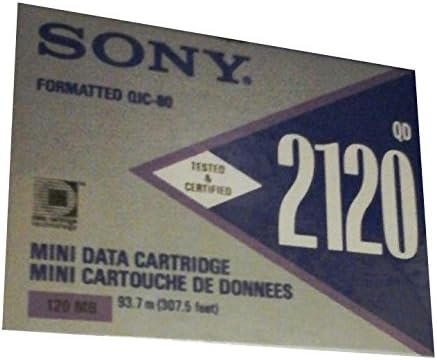 SONY
FORMATTED QIC-80
TESTED
&
CERTIFIED
QD
2120
MINI DATA CARTRIDGE
MINI CARTOUCHE DE DONNEES
120 MB
93.7 m (307.5 feet)